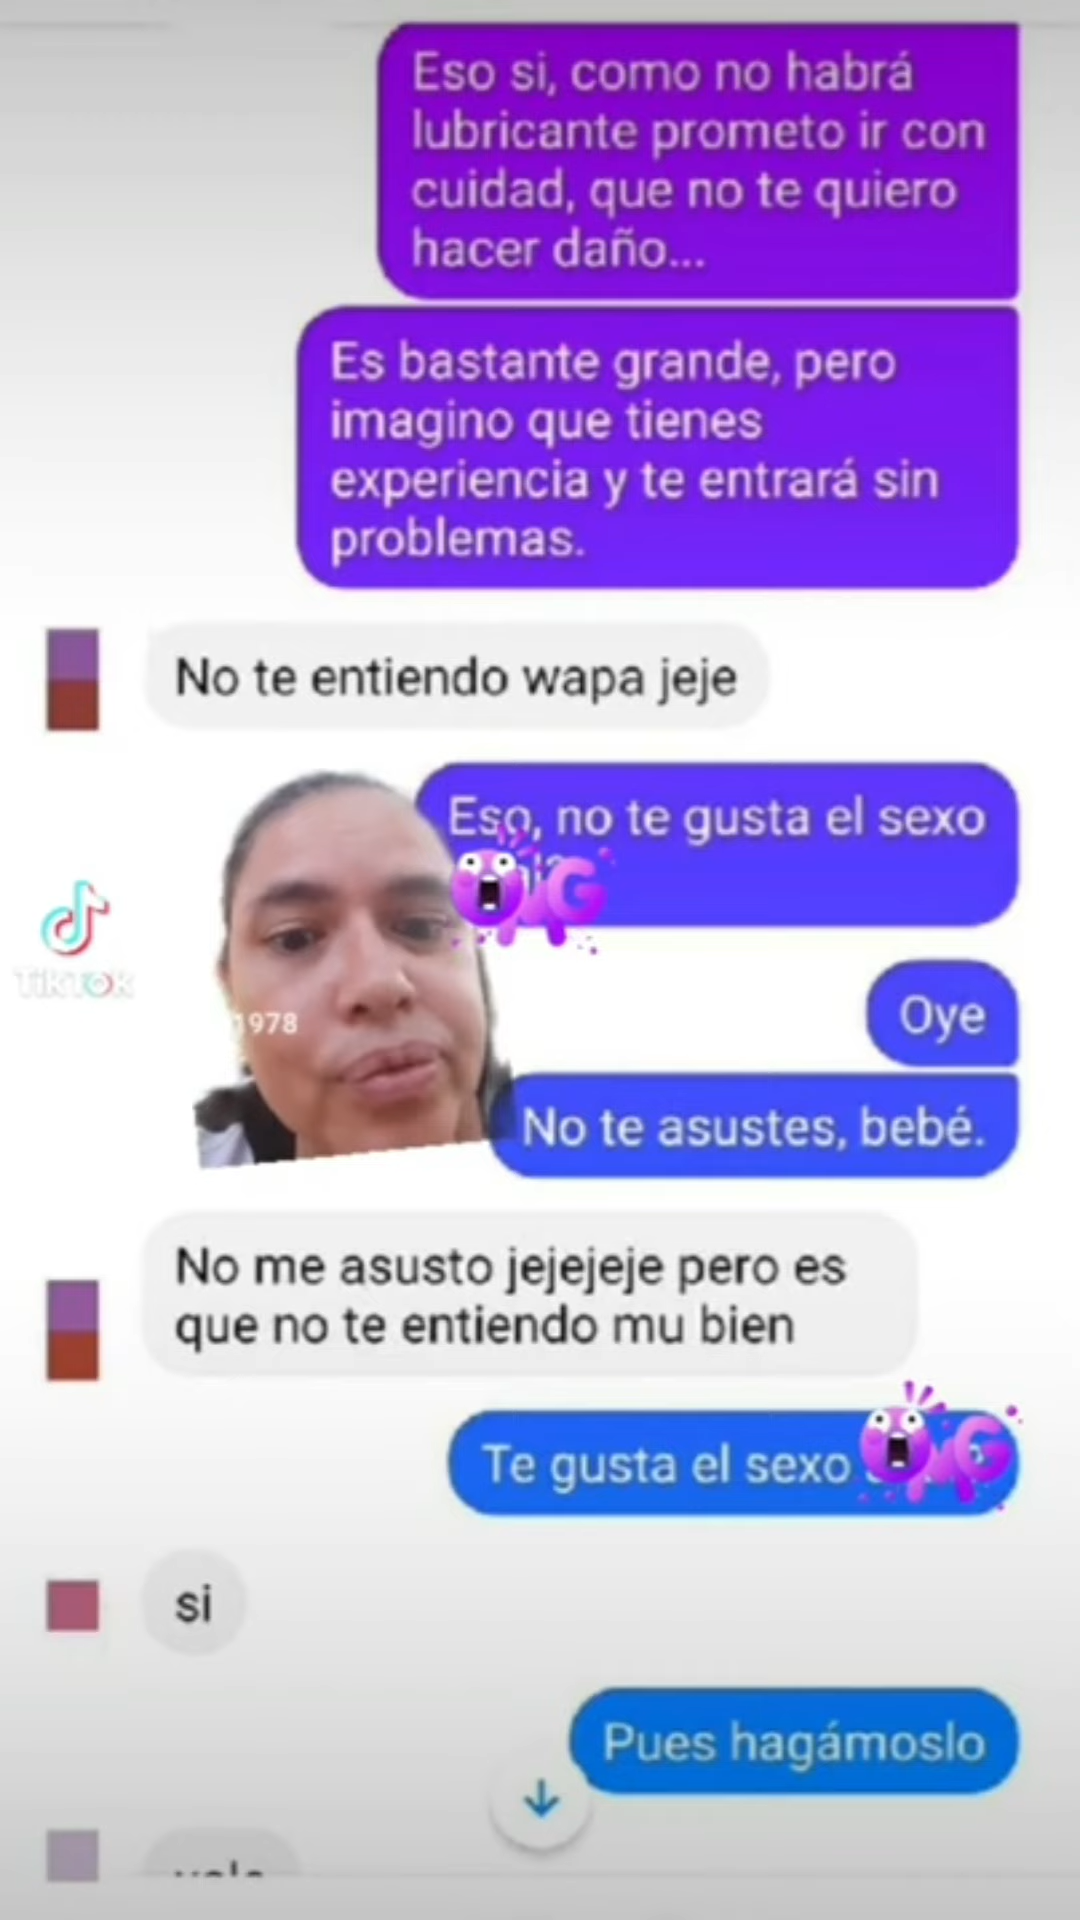 Eso si, como no habrá
lubricante prometo ir con
cuidad, que no te quiero
hacer daño...
Es bastante grande, pero
imagino que tienes
experiencia y te entrará sin
problemas.
No te entiendo wapa jeje
Eso, no te gusta el sexo
OMG
TikTok
1978
Oye
No te asustes, bebé.
No me asusto jejejeje pero es
que no te entiendo mu bien
Te gusta el sexo
OMG
si
Pues hagámoslo